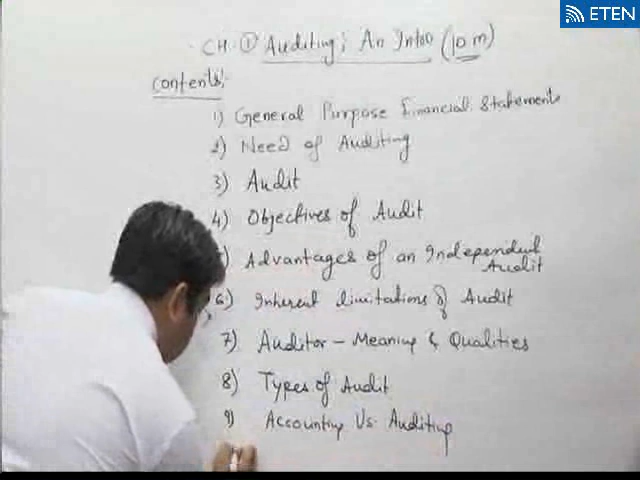 ETEN
CH. ① Auditing; An Intro (10 m)
Contents:
1) General Purpose Financial Statements
2) Need of Auditing
3) Audit
4) Objectives of Audit
) Advantages of an Independent
Audit
6) Inherent limitations of Audit
7) Auditor - Meaning & Qualities
8) Types of Audit
9) Accounting Vs. Auditing